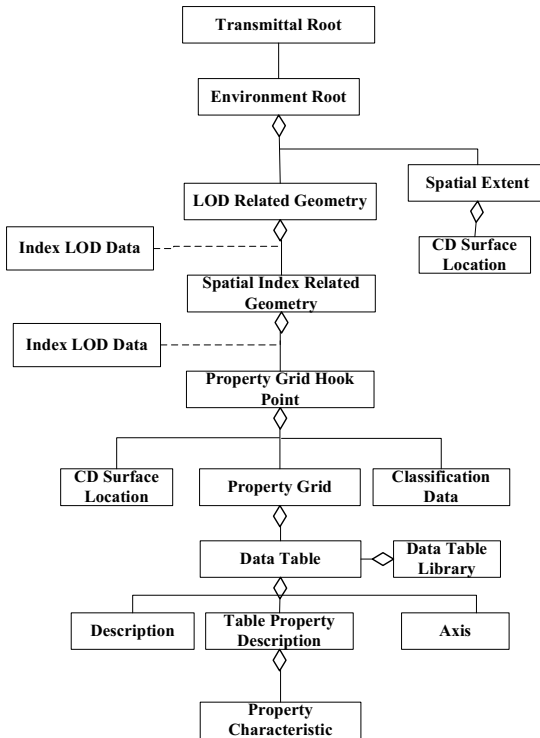 Transmittal Root
Environment Root
Spatial Extent
LOD Related Geometry
Index LOD Data
CD Surface
Location
Spatial Index Related
Geometry
Index LOD Data
Property Grid Hook
Point
CD Surface
Location
Property Grid
Classification
Data
Data Table
Data Table
Library
Description
Table Property
Description
Axis
Property
Characteristic